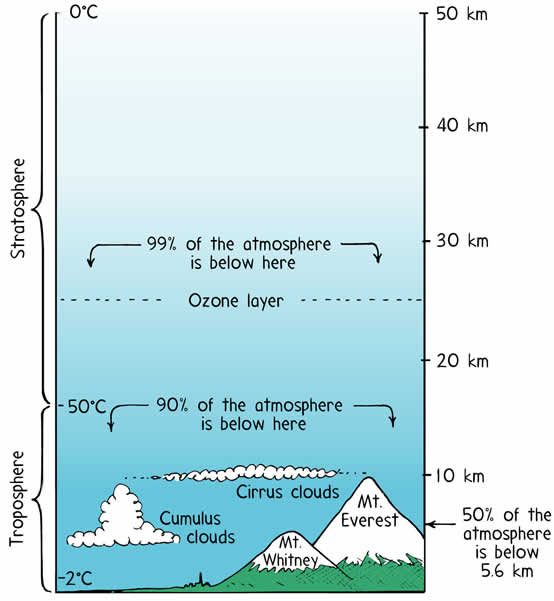 0°C
50 km
40 km
Stratosphere
99% of the atmosphere
is below here
30 km
Ozone layer
20 km
-50°C
90% of the atmosphere
is below here
10 km
Cirrus clouds
Troposphere
Cumulus
clouds
Mt.
Everest
Mt.
Whitney
50% of the
atmosphere
is below
5.6 km
-2°C